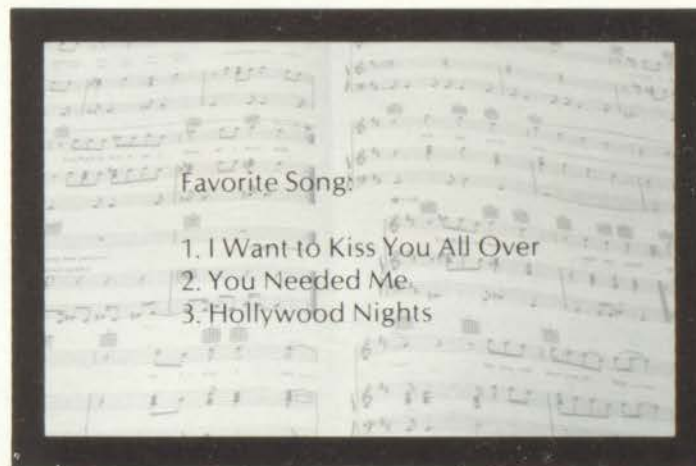 Favorite Song:
1. I Want to Kiss You All Over
2. You Needed Me
3. Hollywood Nights